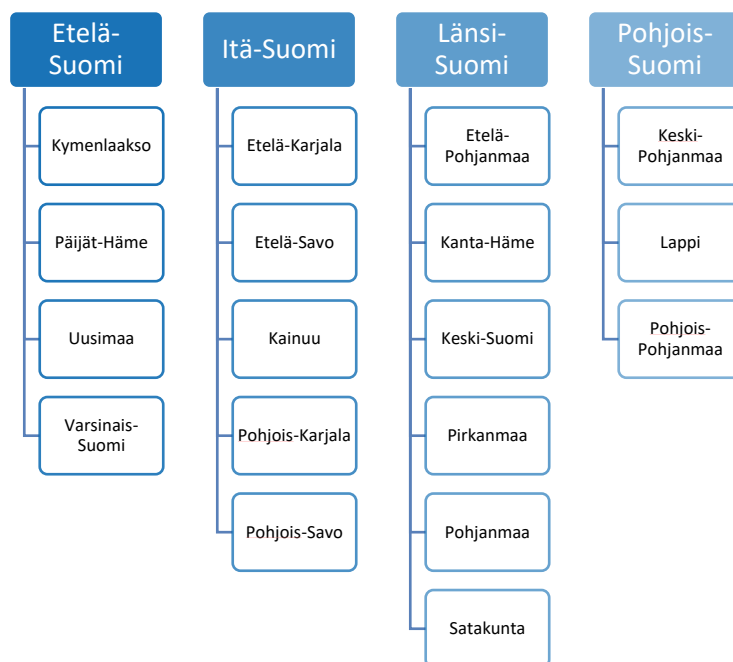 Etelä-
Suomi
Kymenlaakso
Päijät-Häme
Uusimaa
Varsinais-
Suomi
Itä-Suomi
Etelä-Karjala
Etelä-Savo
Kainuu
Pohjois-Karjala
Pohjois-Savo
Länsi-
Suomi
Etelä-
Pohjanmaa
Kanta-Häme
Keski-Suomi
Pirkanmaa
Pohjanmaa
Satakunta
Pohjois-
Suomi
Keski-
Pohjanmaa
Lappi
Pohjois-
Pohjanmaa